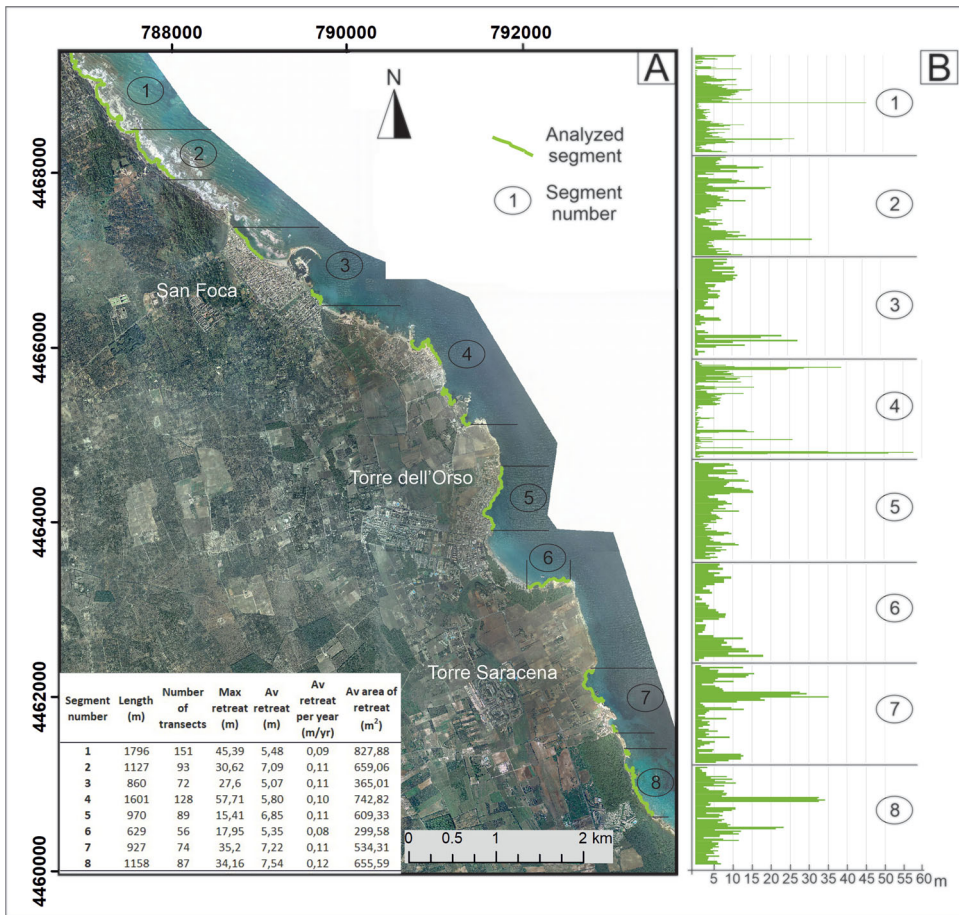 788000 790000 792000
A
B
N
Analyzed
segment
1 Segment
number
4468000
4466000
4464000
4462000
4460000
1
2
3
4
5
6
7
8
San Foca
Torre dell'Orso
Torre Saracena
Segment number Length (m) Number of transects Max retreat (m) Av retreat (m) Av retreat per year (m/yr) Av area of retreat (m²)
1 1796 151 45,39 5,48 0,09 827,88
2 1127 93 30,62 7,09 0,11 659,06
3 860 72 27,6 5,07 0,11 365,01
4 1601 128 57,71 5,80 0,10 742,82
5 970 89 15,41 6,85 0,11 609,33
6 629 56 17,95 5,35 0,08 299,58
7 927 74 35,2 7,22 0,11 534,31
8 1158 87 34,16 7,54 0,12 655,59
0 0.5 1 2 km
1
2
3
4
5
6
7
8
5 10 15 20 25 30 35 40 45 50 55 60 m